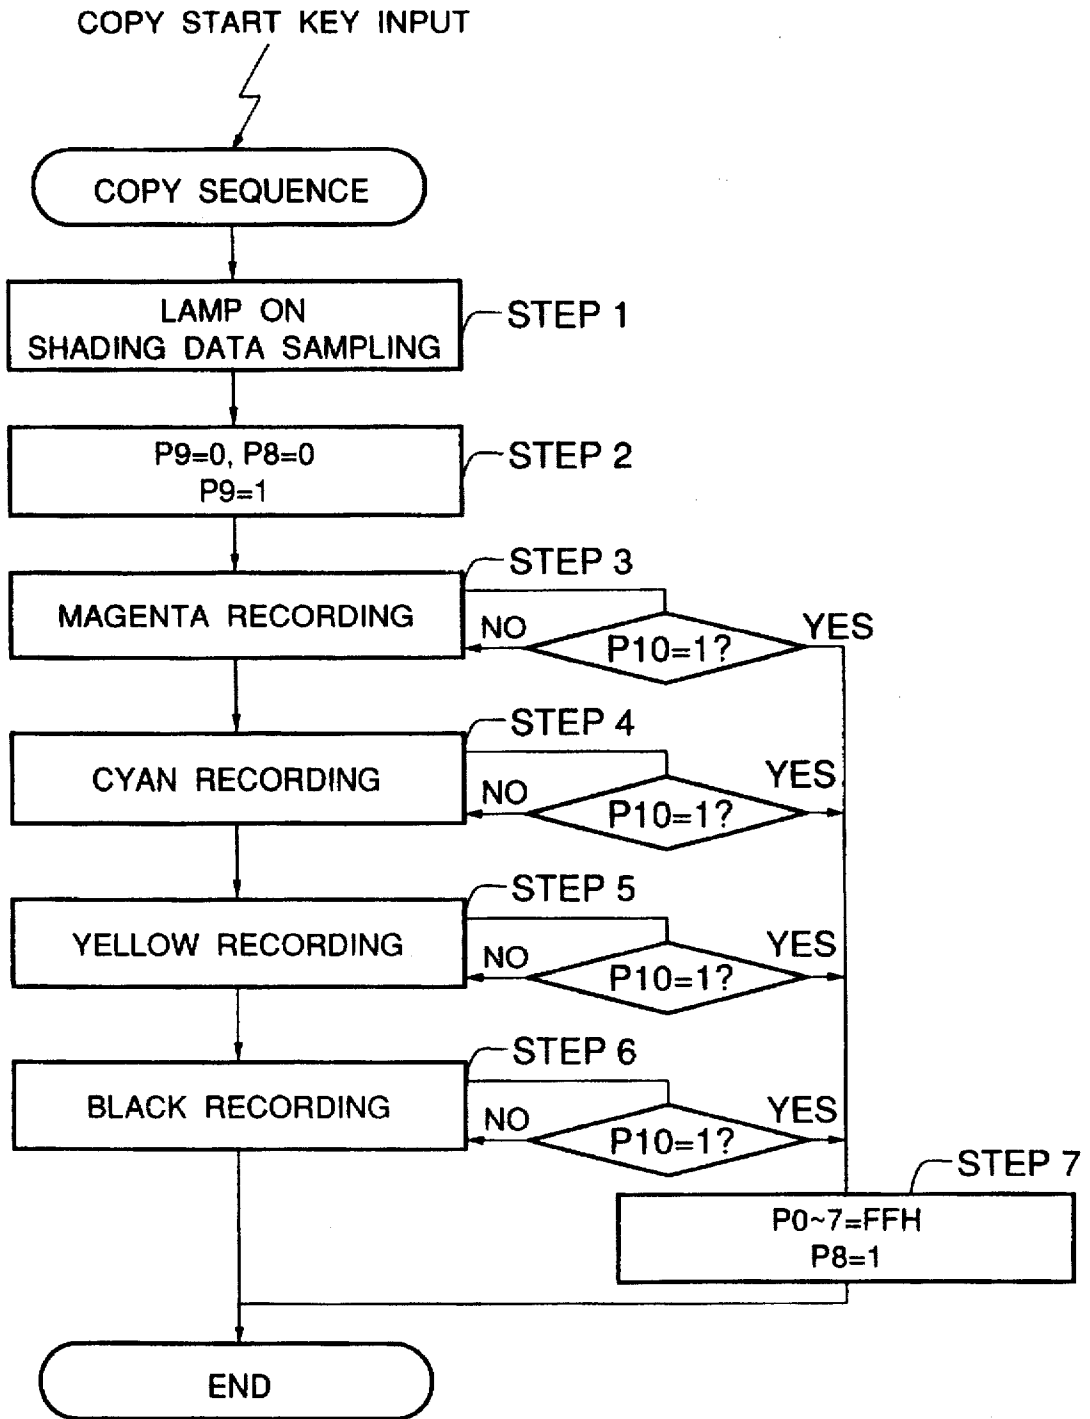 COPY START KEY INPUT
COPY SEQUENCE
LAMP ON
SHADING DATA SAMPLING
STEP 1
P9=0, P8=0
P9=1
STEP 2
STEP 3
MAGENTA RECORDING
NO
P10=1?
YES
STEP 4
CYAN RECORDING
NO
P10=1?
YES
STEP 5
YELLOW RECORDING
NO
P10=1?
YES
STEP 6
BLACK RECORDING
NO
P10=1?
YES
STEP 7
P0~7=FFH
P8=1
END